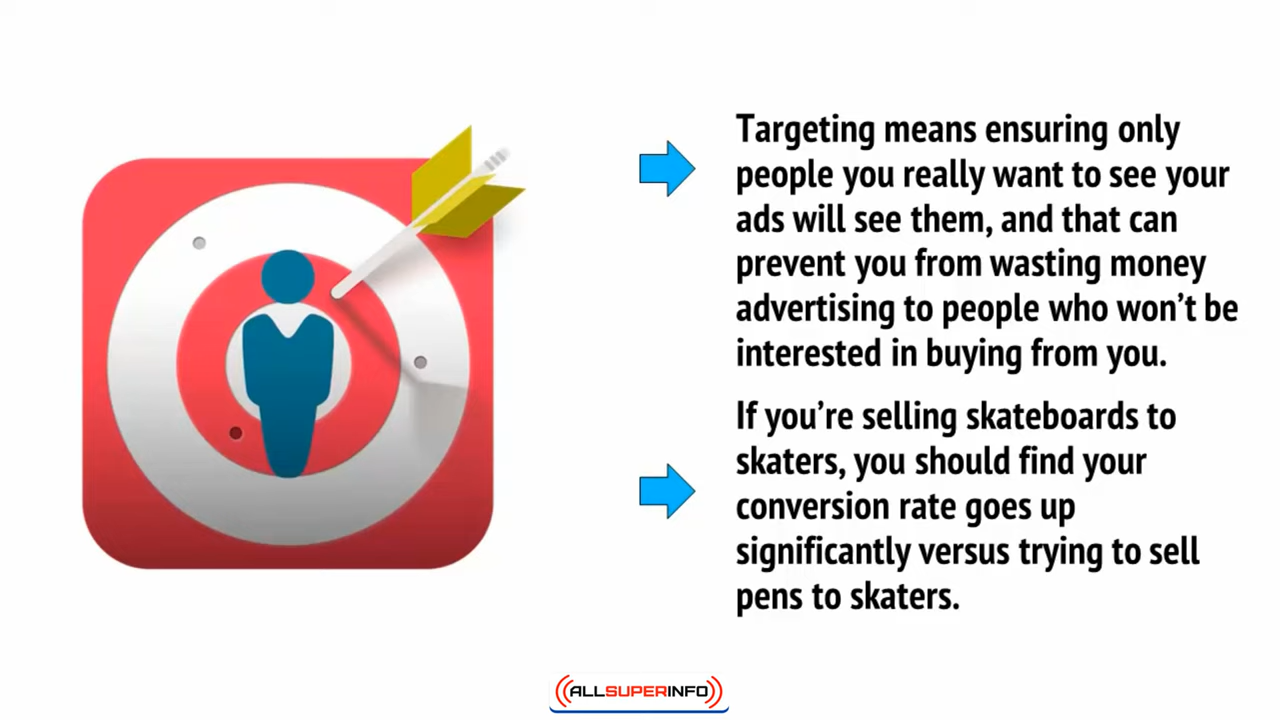 Targeting means ensuring only
people you really want to see your
ads will see them, and that can
prevent you from wasting money
advertising to people who won’t be
interested in buying from you.
If you’re selling skateboards to
skaters, you should find your
conversion rate goes up
significantly versus trying to sell
pens to skaters.
ALLSUPERINFO